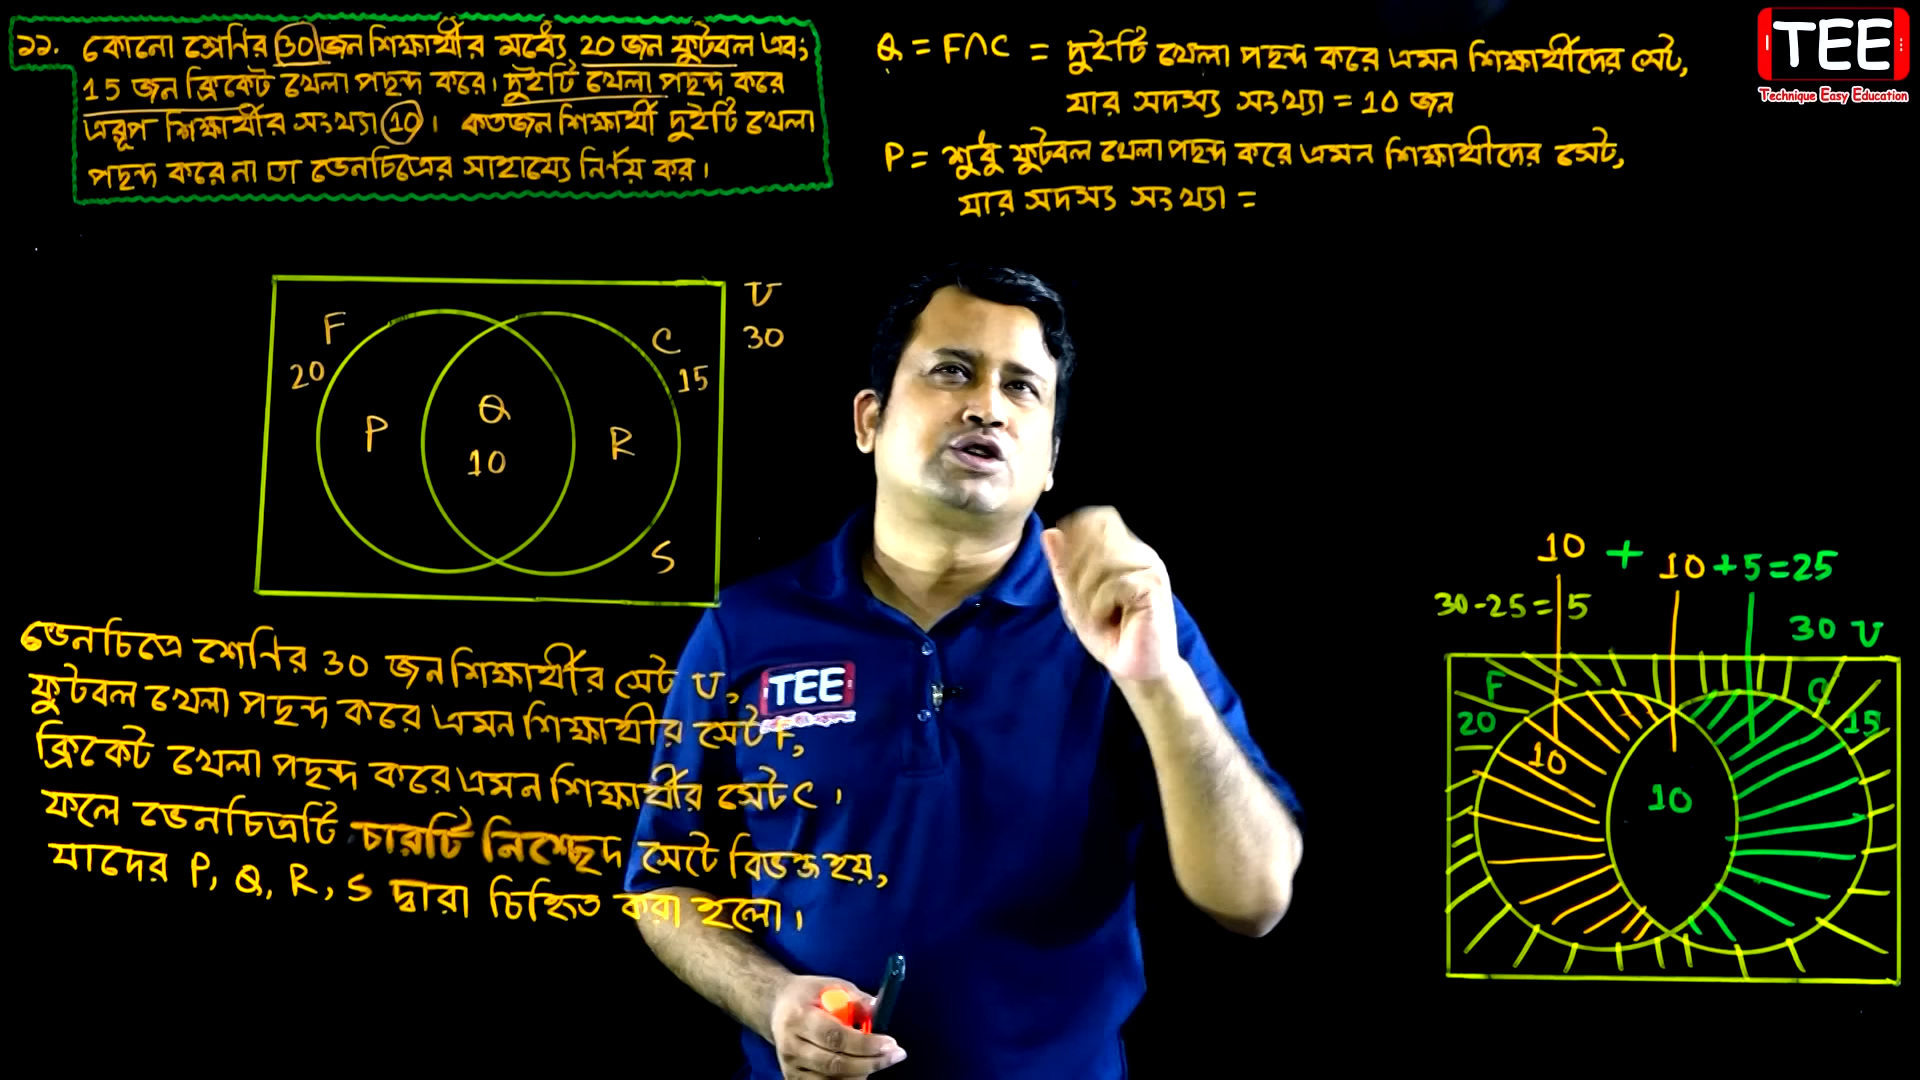 ১১. কোনো শ্রেণির 30 জন শিক্ষার্থীর মধ্যে 20 জন ফুটবল এবং
15 জন ক্রিকেট খেলা পছন্দ করে। দুইটি খেলা পছন্দ করে
এরূপ শিক্ষার্থীর সংখ্যা 10। কতজন শিক্ষার্থী দুইটি খেলা
পছন্দ করে না তা ভেনচিত্রের সাহায্যে নির্ণয় কর।
Q = F∩C = দুইটি খেলা পছন্দ করে এমন শিক্ষার্থীদের সেট,
যার সদস্য সংখ্যা = 10 জন
P = শুধু ফুটবল খেলা পছন্দ করে এমন শিক্ষার্থীদের সেট,
যার সদস্য সংখ্যা =
TEE
Technique Easy Education
U
30
F
20
C
15
P
Q
10
R
S
ভেনচিত্রে শ্রেণির 30 জন শিক্ষার্থীর সেট U,
ফুটবল খেলা পছন্দ করে এমন শিক্ষার্থীর সেট F,
ক্রিকেট খেলা পছন্দ করে এমন শিক্ষার্থীর সেট C।
ফলে ভেনচিত্রটি চারটি নিশ্ছেদ সেটে বিভক্ত হয়,
যাদের P, Q, R, S দ্বারা চিহ্নিত করা হলো।
TEE
10 + 10 + 5 = 25
30 - 25 = 5
30 U
F
20
C
15
10
10